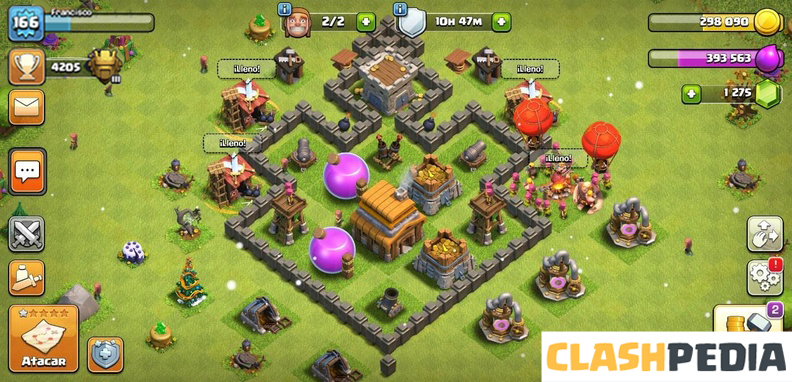 166
Francisco
2/2
10H 47M
298 090
4205
393 563
1 275
¡Lleno!
¡Lleno!
¡Lleno!
¡Lleno!
!
2
Atacar
CLASHPEDIA